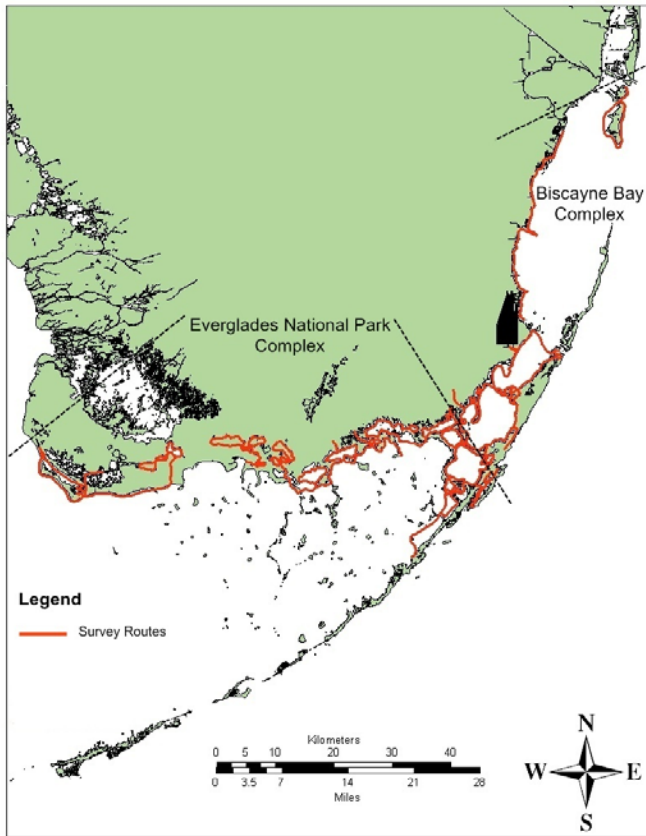 Biscayne Bay
Complex
Everglades National Park
Complex
Legend
Survey Routes
Kilometers
0 5 10 20 30 40
0 3.5 7 14 21 28
Miles
N
W E
S